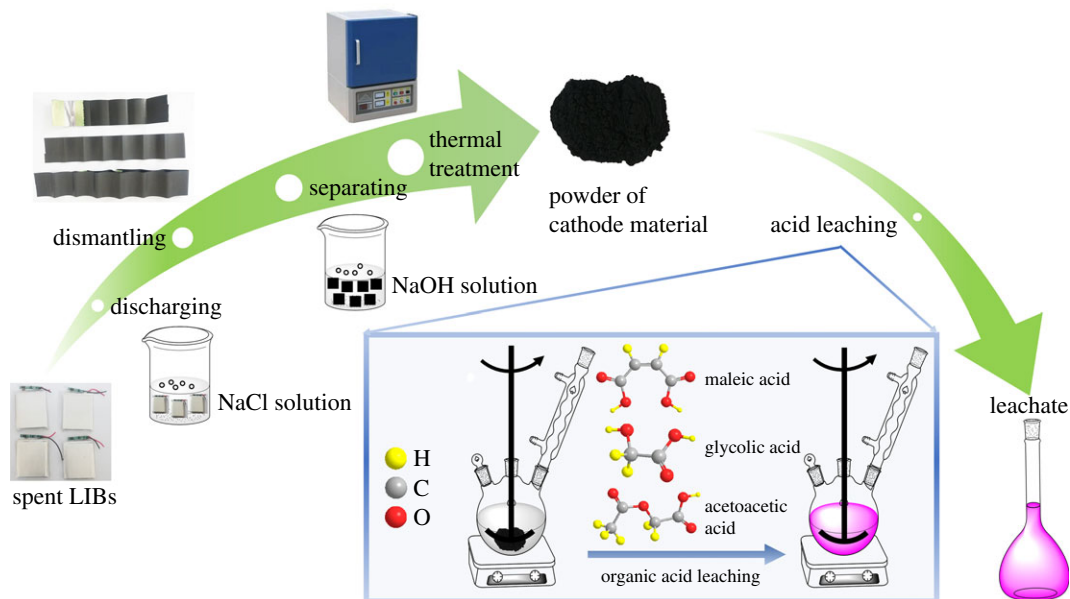 thermal
treatment
separating
dismantling
discharging
NaOH solution
NaCl solution
spent LIBs
powder of
cathode material
acid leaching
leachate
H
C
O
maleic acid
glycolic acid
acetoacetic
acid
organic acid leaching